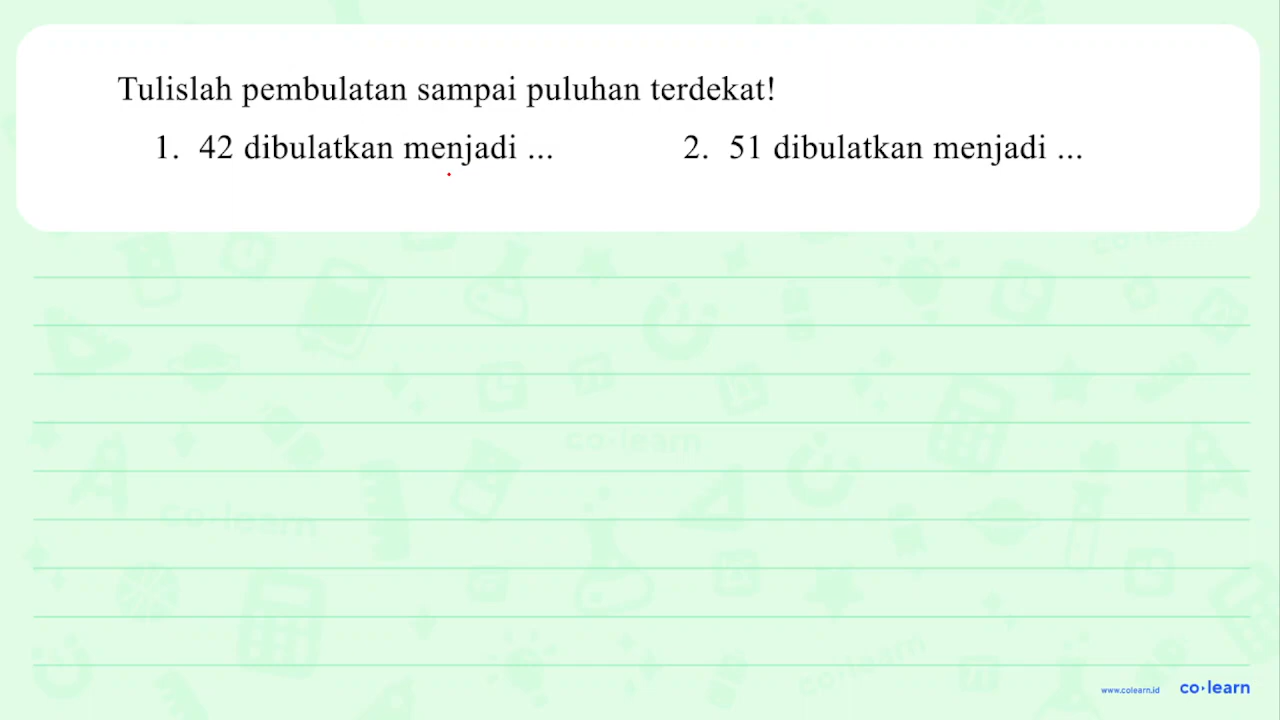 Tulislah pembulatan sampai puluhan terdekat!
1. 42 dibulatkan menjadi ... 2. 51 dibulatkan menjadi ...
www.colearn.id co·learn